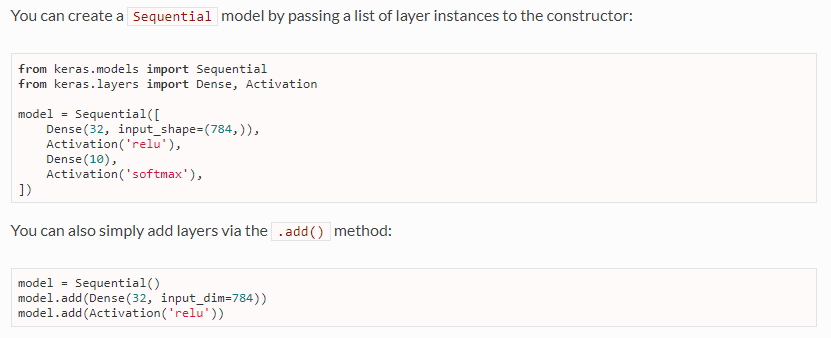 You can create a Sequential model by passing a list of layer instances to the constructor:
from keras.models import Sequential
from keras.layers import Dense, Activation
model = Sequential([
    Dense(32, input_shape=(784,)),
    Activation('relu'),
    Dense(10),
    Activation('softmax'),
])
You can also simply add layers via the .add() method:
model = Sequential()
model.add(Dense(32, input_dim=784))
model.add(Activation('relu'))